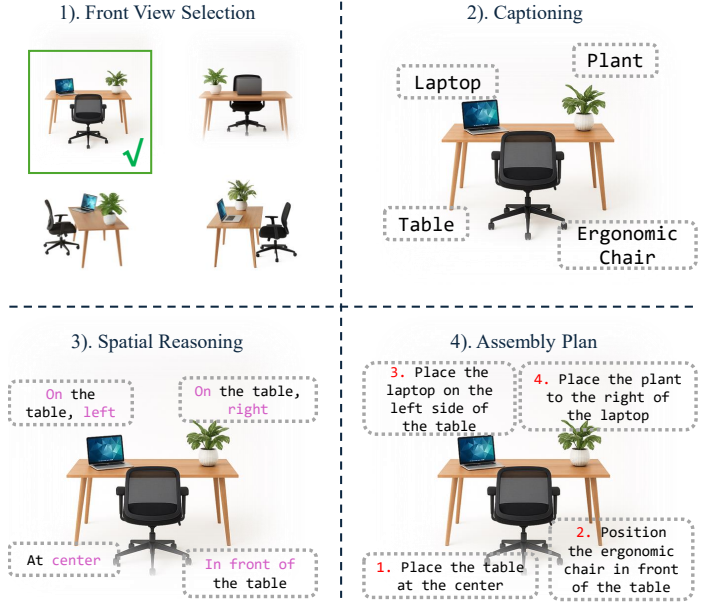 1). Front View Selection
√
2). Captioning
Laptop
Plant
Table
Ergonomic
Chair
3). Spatial Reasoning
On the
table, left
On the table,
right
At center
In front of
the table
4). Assembly Plan
3. Place the
laptop on the
left side of
the table
4. Place the plant
to the right of
the laptop
1. Place the table
at the center
2. Position
the ergonomic
chair in front
of the table